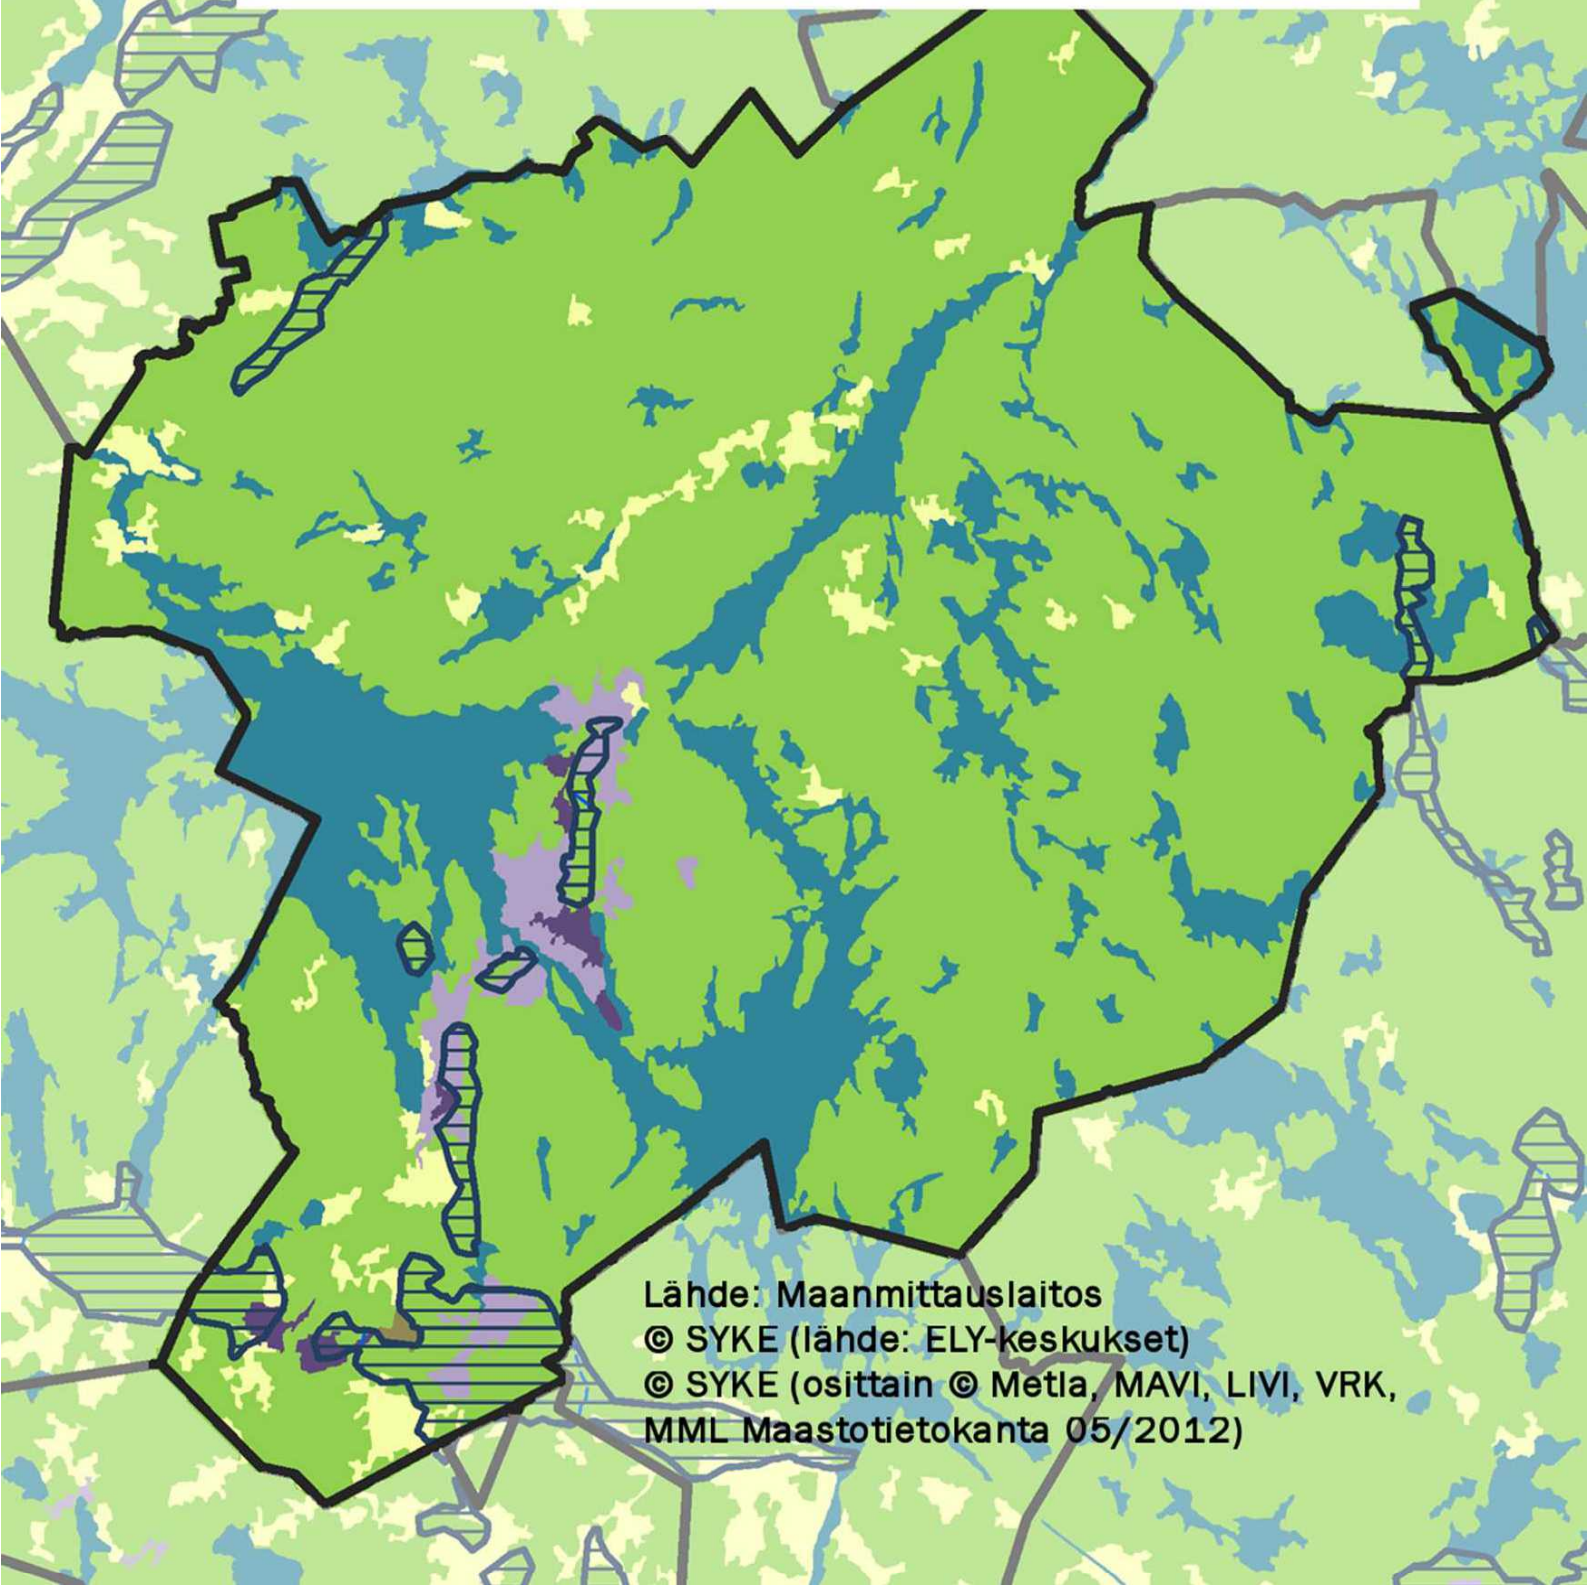 Lähde: Maanmittauslaitos
© SYKE (lähde: ELY-keskukset)
© SYKE (osittain © Metla, MAVI, LIVI, VRK,
MML Maastotietokanta 05/2012)